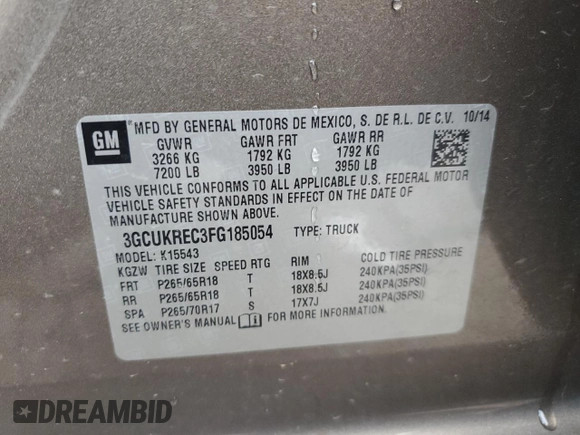 GM
MFD BY GENERAL MOTORS DE MEXICO, S. DE R.L. DE C.V. 10/14
GVWR GAWR FRT GAWR RR
3266 KG 1792 KG 1792 KG
7200 LB 3950 LB 3950 LB
THIS VEHICLE CONFORMS TO ALL APPLICABLE U.S. FEDERAL MOTOR
VEHICLE SAFETY STANDARDS IN EFFECT ON THE DATE OF
MANUFACTURE SHOWN ABOVE.
3GCUKREC3FG185054 TYPE: TRUCK
MODEL: K15543
KGZW TIRE SIZE SPEED RTG RIM COLD TIRE PRESSURE
FRT P265/65R18 T 18X8.5J 240KPA(35PSI)
RR P265/65R18 T 18X8.5J 240KPA(35PSI)
SPA P265/70R17 S 17X7J 240KPA(35PSI)
SEE OWNER'S MANUAL FOR MORE INFORMATION.
DREAMBID